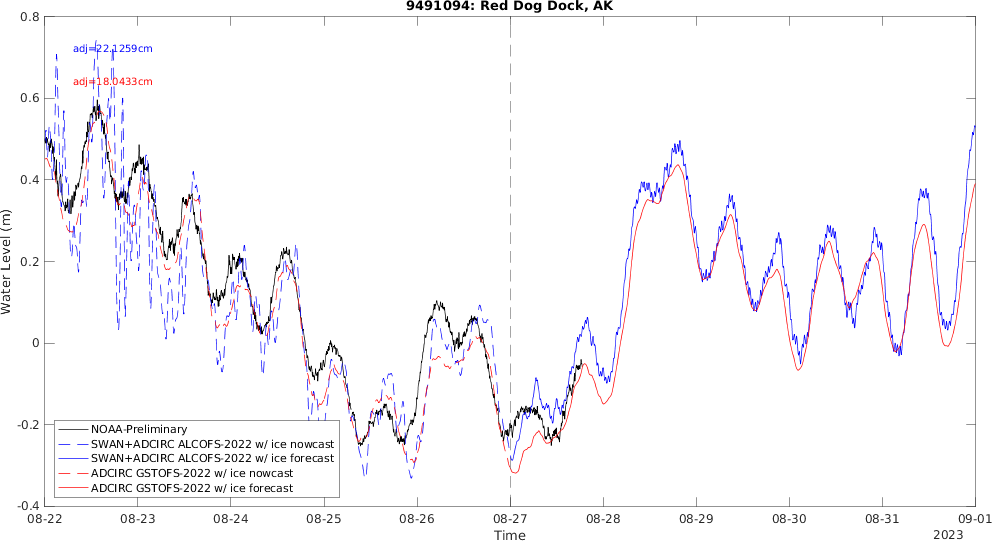 9491094: Red Dog Dock, AK
Water Level (m)
0.8
0.6
0.4
0.2
0
-0.2
-0.4
adj=22.1259cm
adj=18.0433cm
NOAA-Preliminary
SWAN+ADCIRC ALCOFS-2022 w/ ice nowcast
SWAN+ADCIRC ALCOFS-2022 w/ ice forecast
ADCIRC GSTOFS-2022 w/ ice nowcast
ADCIRC GSTOFS-2022 w/ ice forecast
08-22 08-23 08-24 08-25 08-26 08-27 08-28 08-29 08-30 08-31 09-01
Time
2023